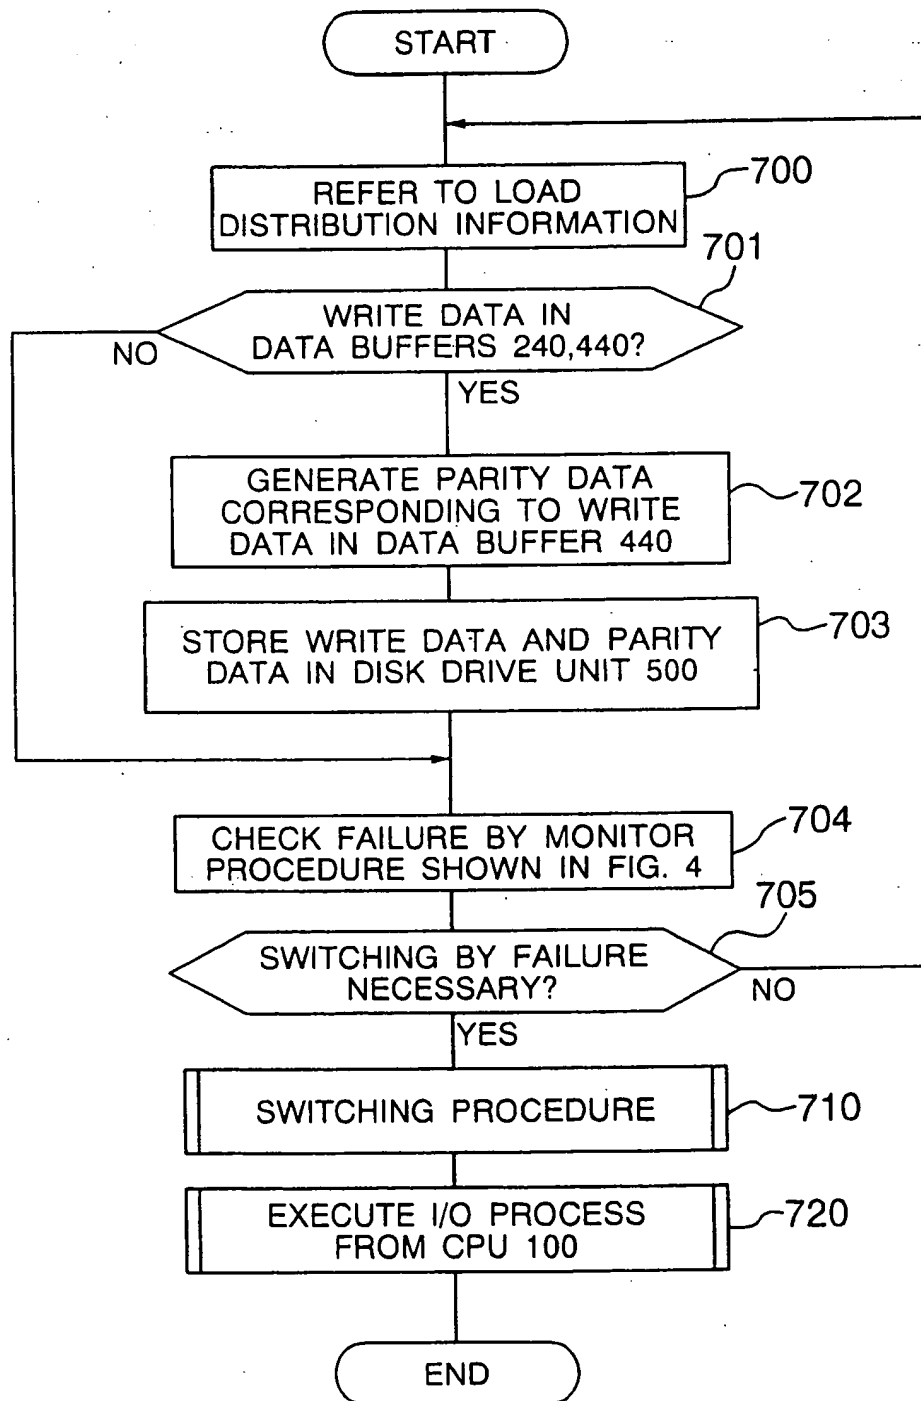 START
700
REFER TO LOAD
DISTRIBUTION INFORMATION
701
WRITE DATA IN
DATA BUFFERS 240,440?
NO
YES
GENERATE PARITY DATA
CORRESPONDING TO WRITE
DATA IN DATA BUFFER 440
702
STORE WRITE DATA AND PARITY
DATA IN DISK DRIVE UNIT 500
703
CHECK FAILURE BY MONITOR
PROCEDURE SHOWN IN FIG. 4
704
705
SWITCHING BY FAILURE
NECESSARY?
NO
YES
SWITCHING PROCEDURE
710
EXECUTE I/O PROCESS
FROM CPU 100
720
END